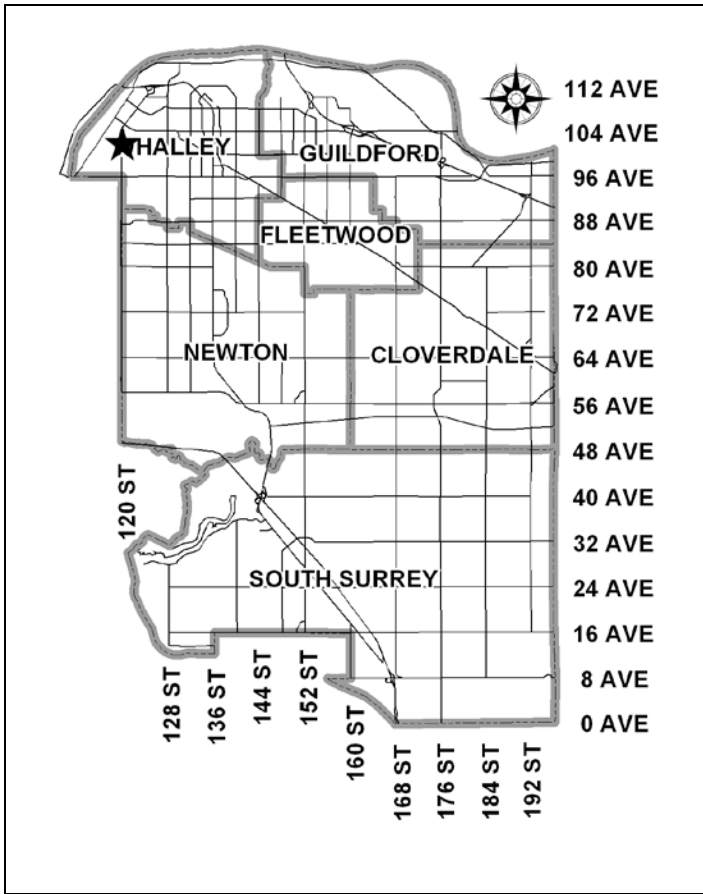 112 AVE
104 AVE
HALLEY
GUILDFORD
96 AVE
88 AVE
FLEETWOOD
80 AVE
72 AVE
NEWTON
CLOVERDALE
64 AVE
56 AVE
48 AVE
120 ST
40 AVE
32 AVE
SOUTH SURREY
24 AVE
16 AVE
128 ST
136 ST
144 ST
152 ST
160 ST
8 AVE
0 AVE
168 ST
176 ST
184 ST
192 ST